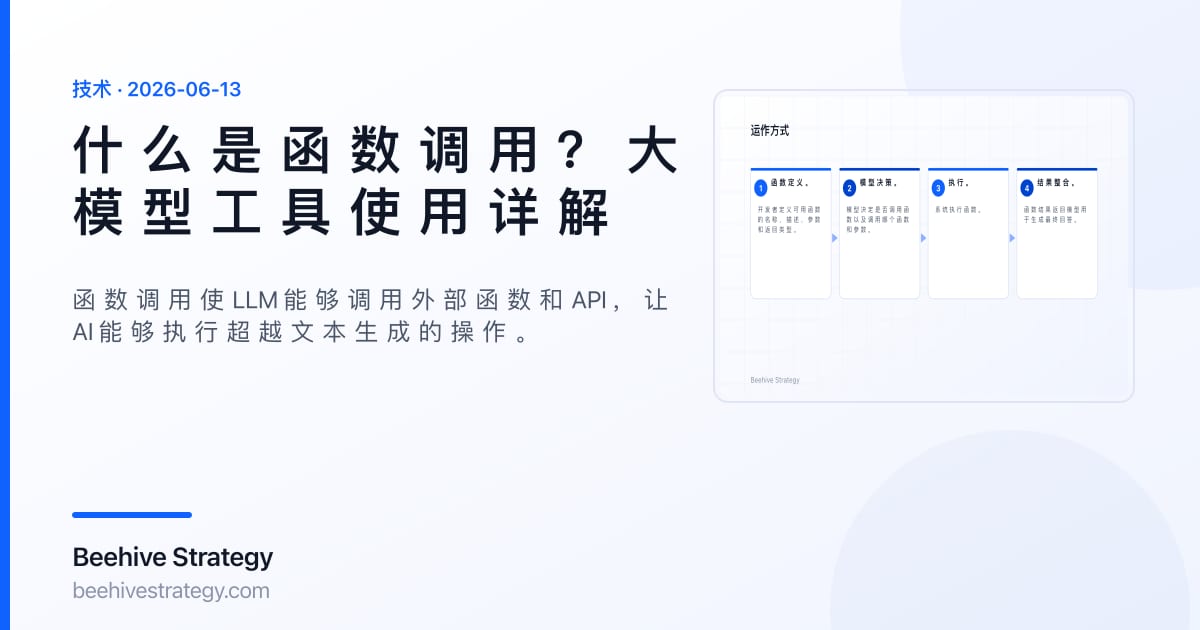 技术 · 2026-06-13
什么是函数调用？大
模型工具使用详解
函数调用使LLM能够调用外部函数和API，让
AI能够执行超越文本生成的操作。
Beehive Strategy
beehivestrategy.com
运作方式
1 函数定义。
开发者定义可用函数
的名称、描述、参数
和返回类型。
2 模型决策。
模型决定是否调用函
数以及调用哪个函数
和参数。
3 执行。
系统执行函数。
4 结果整合。
函数结果返回模型用
于生成最终回答。
Beehive Strategy